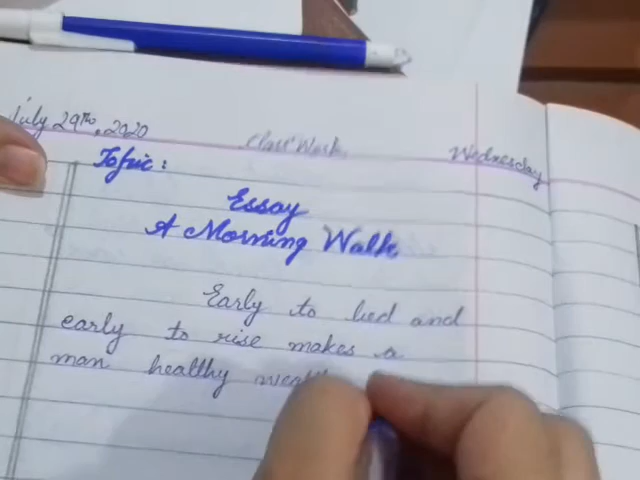 July 29Th, 2020
Class Work.
Wednesday
Topic:
Essay
A Morning Walk
Early to bed and
early to rise makes a
man healthy